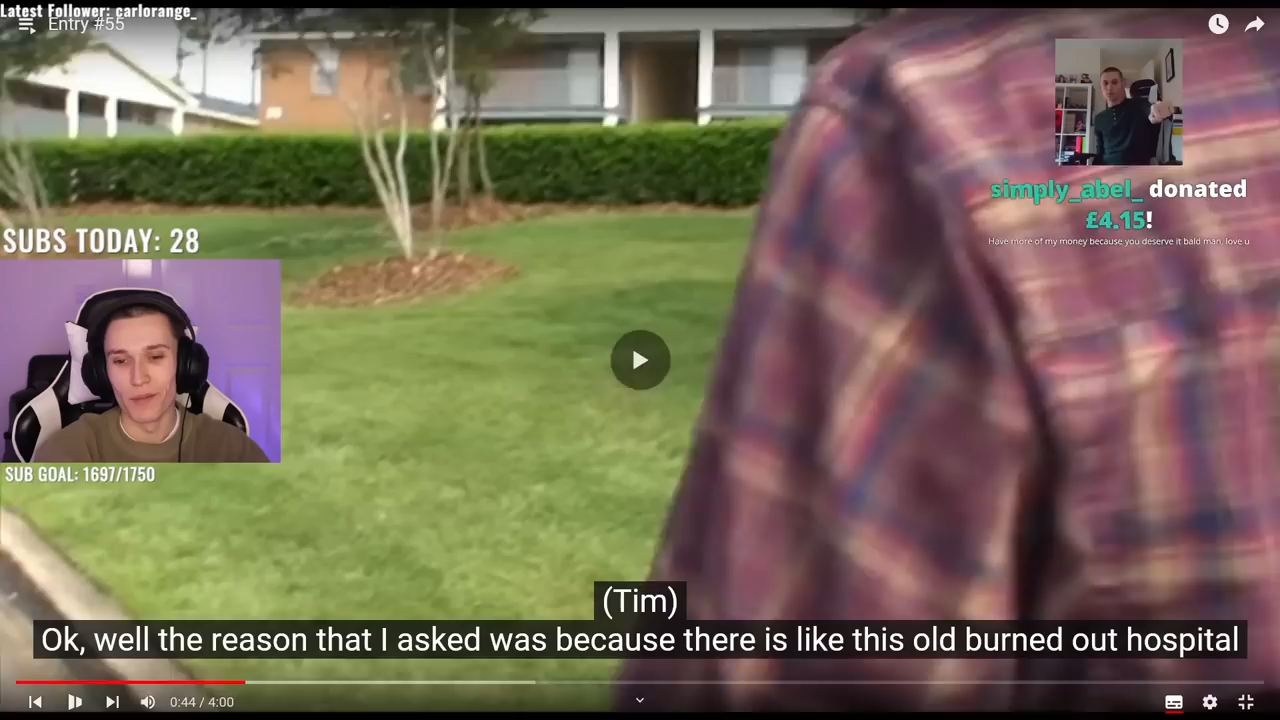 Latest Follower: carlorange_
Entry #55
simply_abel_ donated
£4.15!
Have more of my money because you deserve it bald man, love u
SUBS TODAY: 28
SUB GOAL: 1697/1750
(Tim)
Ok, well the reason that I asked was because there is like this old burned out hospital
0:44 / 4:00